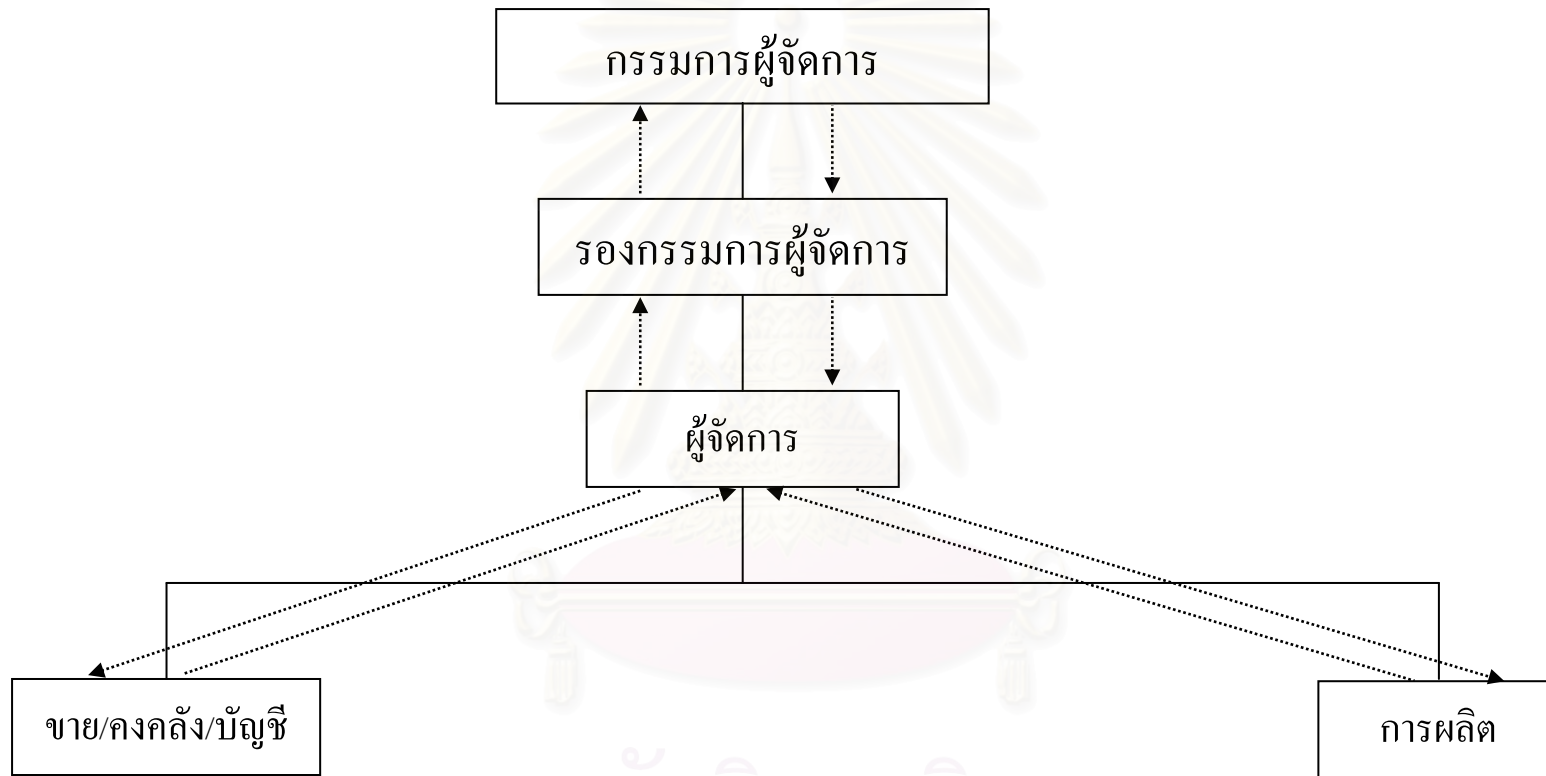 กรรมการผู้จัดการ
รองกรรมการผู้จัดการ
ผู้จัดการ
ขาย/คงคลัง/บัญชี
การผลิต